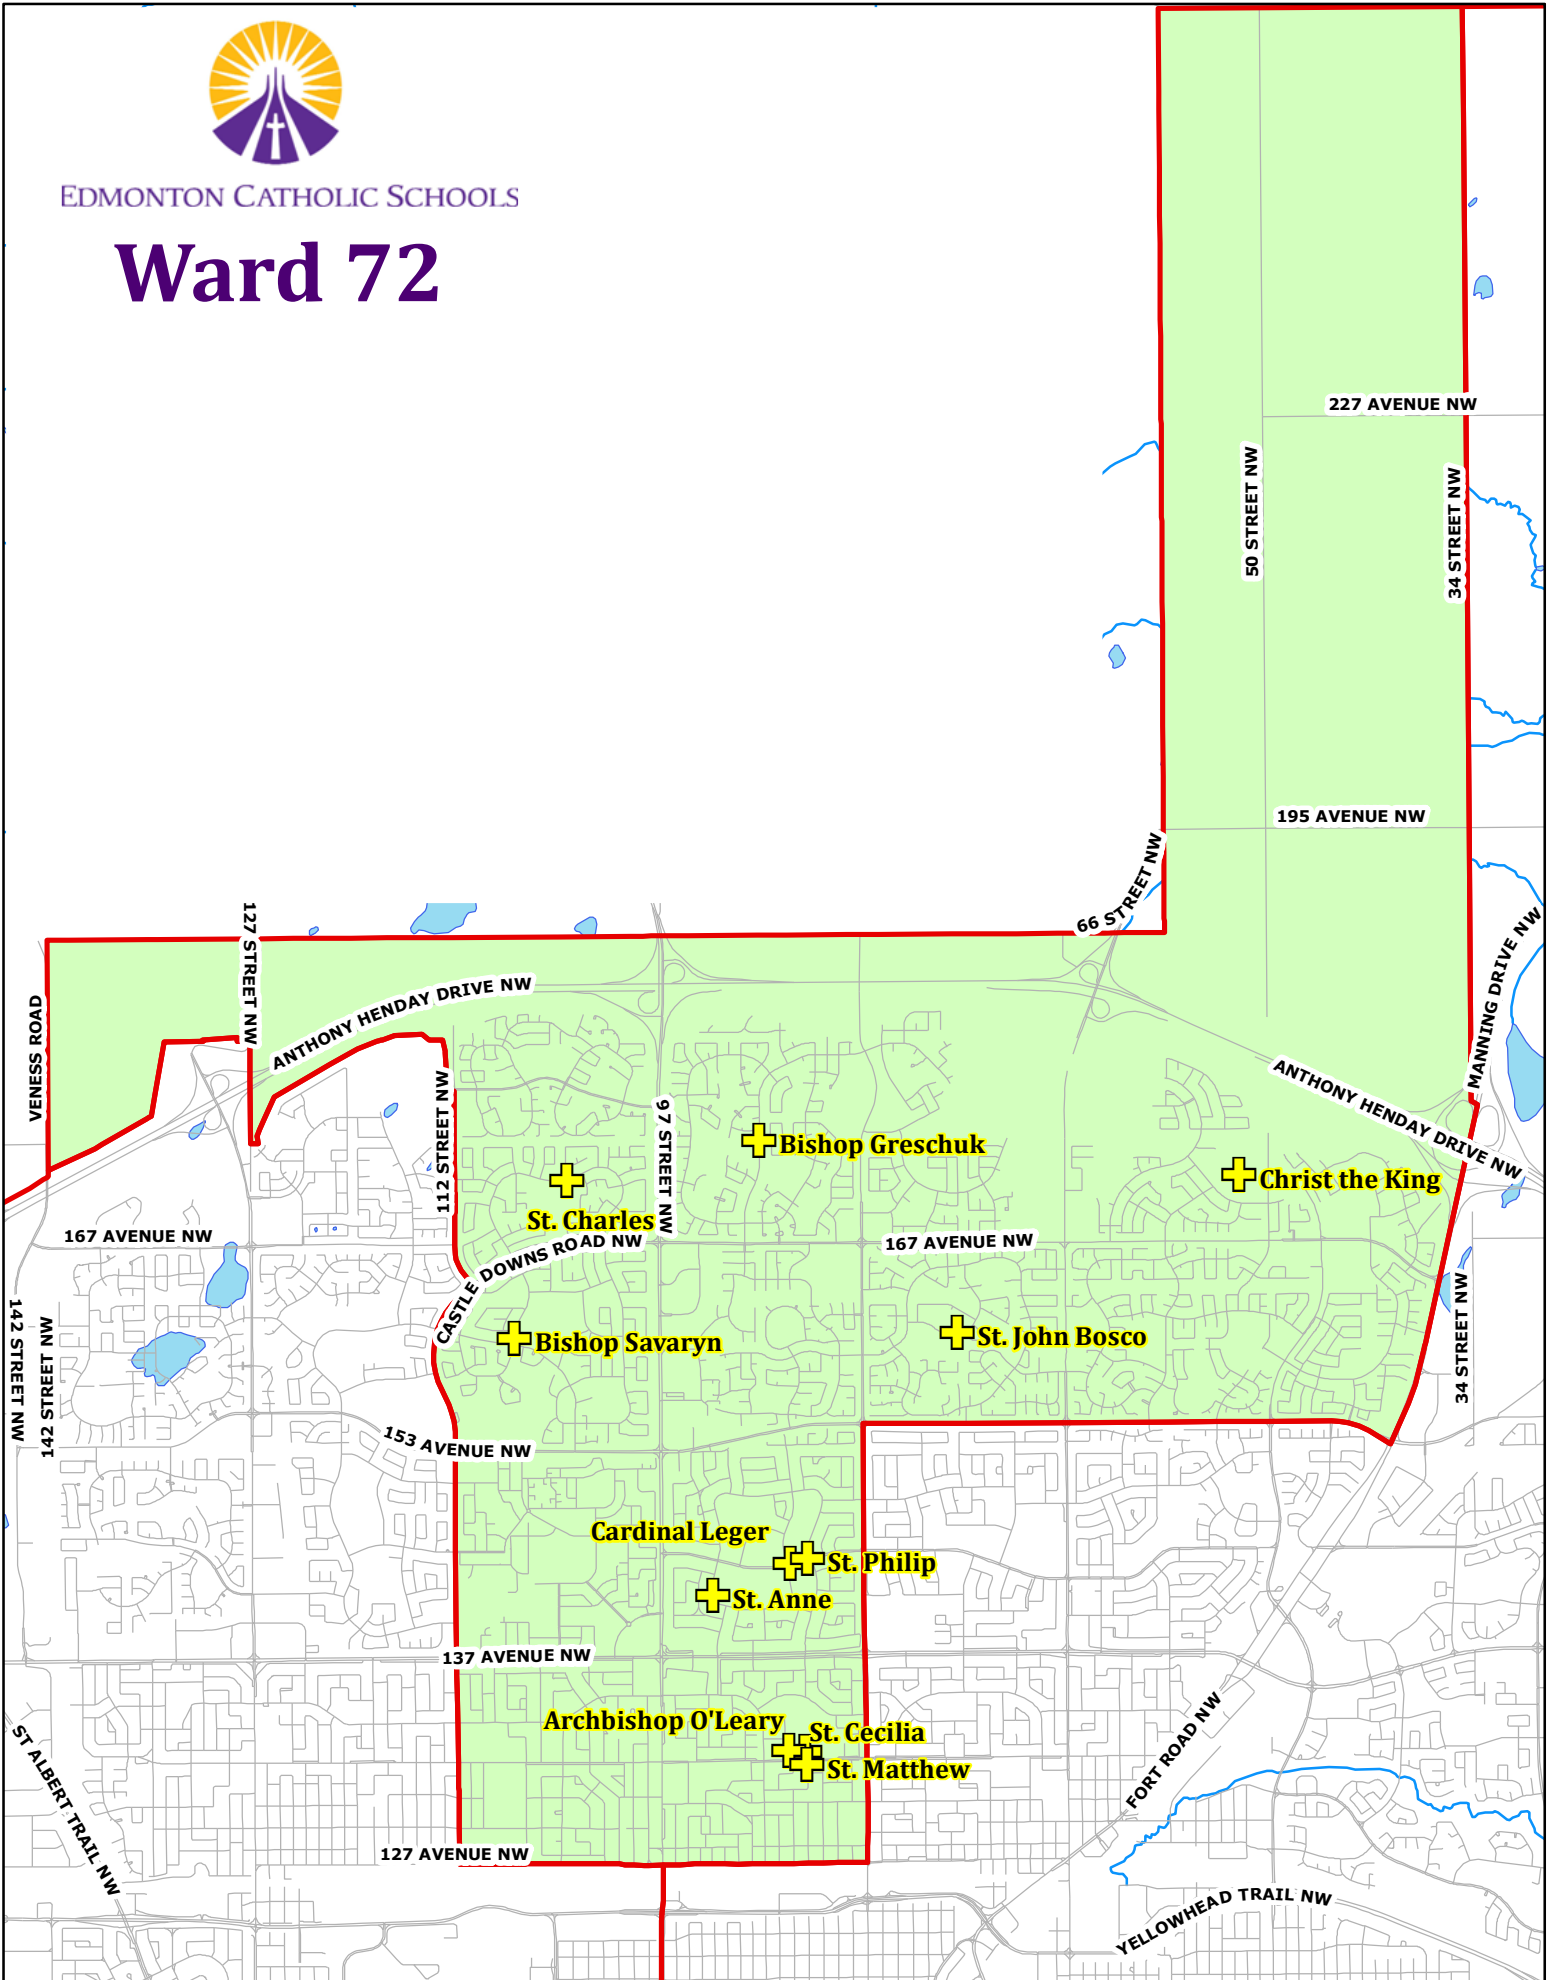 EDMONTON CATHOLIC SCHOOLS
Ward 72
227 AVENUE NW
50 STREET NW
34 STREET NW
195 AVENUE NW
66 STREET NW
127 STREET NW
MANNING DRIVE NW
ANTHONY HENDAY DRIVE NW
VENESS ROAD
ANTHONY HENDAY DRIVE NW
112 STREET NW
97 STREET NW
Bishop Greschuk
Christ the King
St. Charles
167 AVENUE NW
CASTLE DOWNS ROAD NW
167 AVENUE NW
142 STREET NW
142 STREET NW
Bishop Savaryn
St. John Bosco
34 STREET NW
153 AVENUE NW
Cardinal Leger
St. Philip
St. Anne
137 AVENUE NW
Archbishop O'Leary
St. Cecilia
St. Matthew
FORT ROAD NW
ST ALBERT TRAIL NW
127 AVENUE NW
YELLOWHEAD TRAIL NW